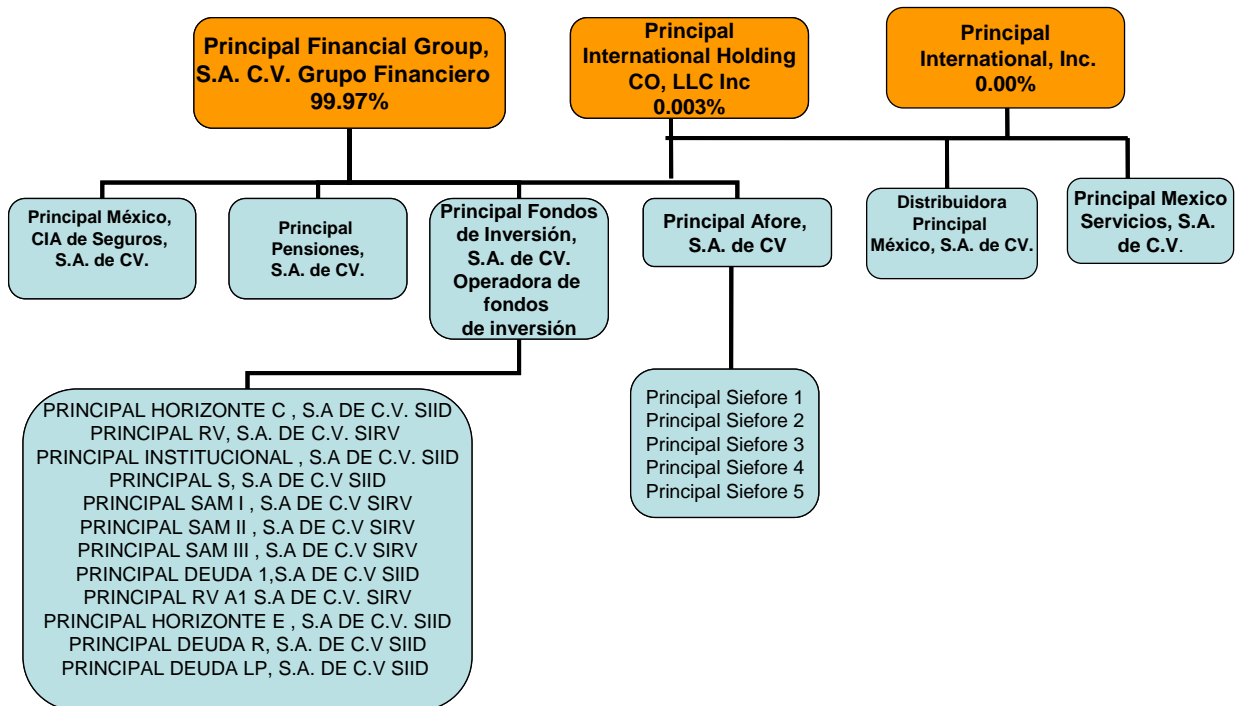 Principal Financial Group,
S.A. C.V. Grupo Financiero
99.97%
Principal
International Holding
CO, LLC Inc
0.003%
Principal
International, Inc.
0.00%
Principal México,
CIA de Seguros,
S.A. de CV.
Principal
Pensiones,
S.A. de CV.
Principal Fondos
de Inversión,
S.A. de CV.
Operadora de
fondos
de inversión
Principal Afore,
S.A. de CV
Distribuidora
Principal
México, S.A. de CV.
Principal Mexico
Servicios, S.A.
de C.V.
PRINCIPAL HORIZONTE C , S.A DE C.V. SIID
PRINCIPAL RV, S.A. DE C.V. SIRV
PRINCIPAL INSTITUCIONAL , S.A DE C.V. SIID
PRINCIPAL S, S.A DE C.V SIID
PRINCIPAL SAM I , S.A DE C.V SIRV
PRINCIPAL SAM II , S.A DE C.V SIRV
PRINCIPAL SAM III , S.A DE C.V SIRV
PRINCIPAL DEUDA 1,S.A DE C.V SIID
PRINCIPAL RV A1 S.A DE C.V. SIRV
PRINCIPAL HORIZONTE E , S.A DE C.V. SIID
PRINCIPAL DEUDA R, S.A. DE C.V SIID
PRINCIPAL DEUDA LP, S.A. DE C.V SIID
Principal Siefore 1
Principal Siefore 2
Principal Siefore 3
Principal Siefore 4
Principal Siefore 5